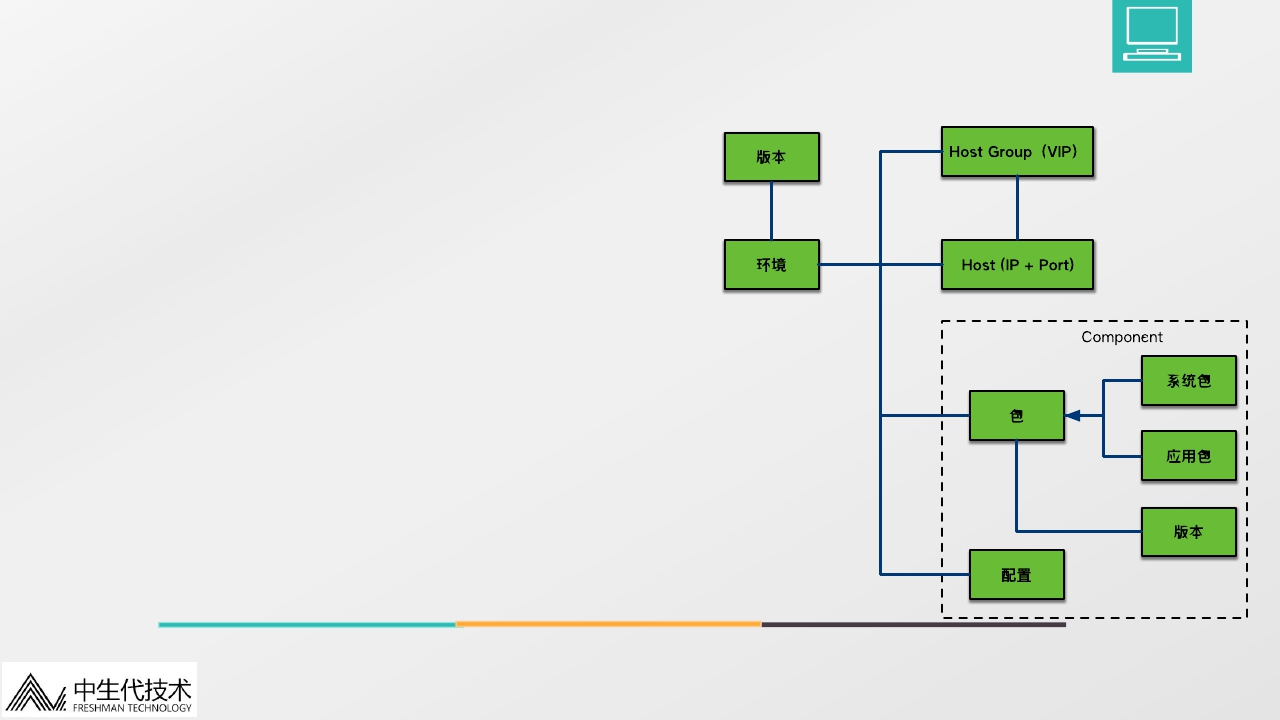 版本
Host Group（VIP）
环境
Host (IP + Port)
Component
系统包
包
应用包
版本
配置
中生代技术
FRESHMAN TECHNOLOGY